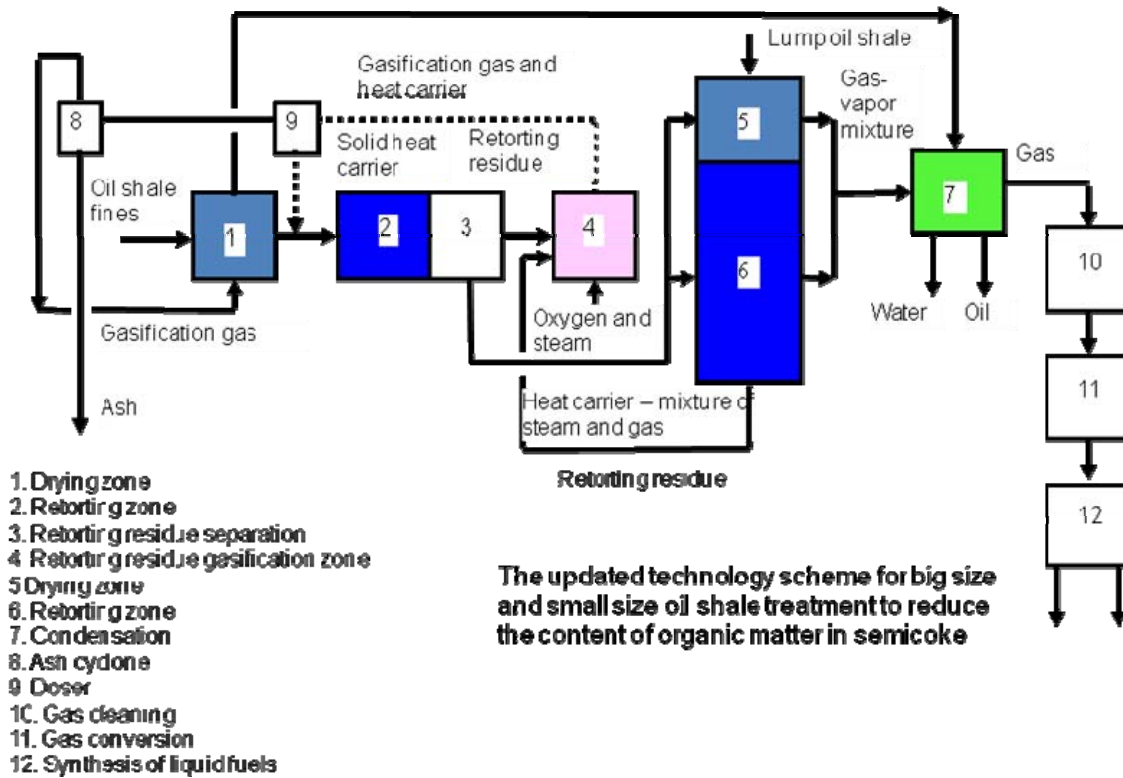 Lump oil shale
Gasification gas and
heat carrier
Gas-
vapor
mixture
8
9
Solid heat
carrier
Retorting
residue
5
Gas
Oil shale
fines
1
2
3
4
7
10
6
Gasification gas
Oxygen and
steam
Water
Oil
11
Ash
Heat carrier – mixture of
steam and gas
Retorting residue
12
1. Drying zone
2. Retorting zone
3. Retorting residue separation
4 Retorting residue gasification zone
5 Drying zone
6. Retorting zone
7. Condensation
8. Ash cyclone
9 Doser
10. Gas cleaning
11. Gas conversion
12. Synthesis of liquid fuels
The updated technology scheme for big size
and small size oil shale treatment to reduce
the content of organic matter in semicoke